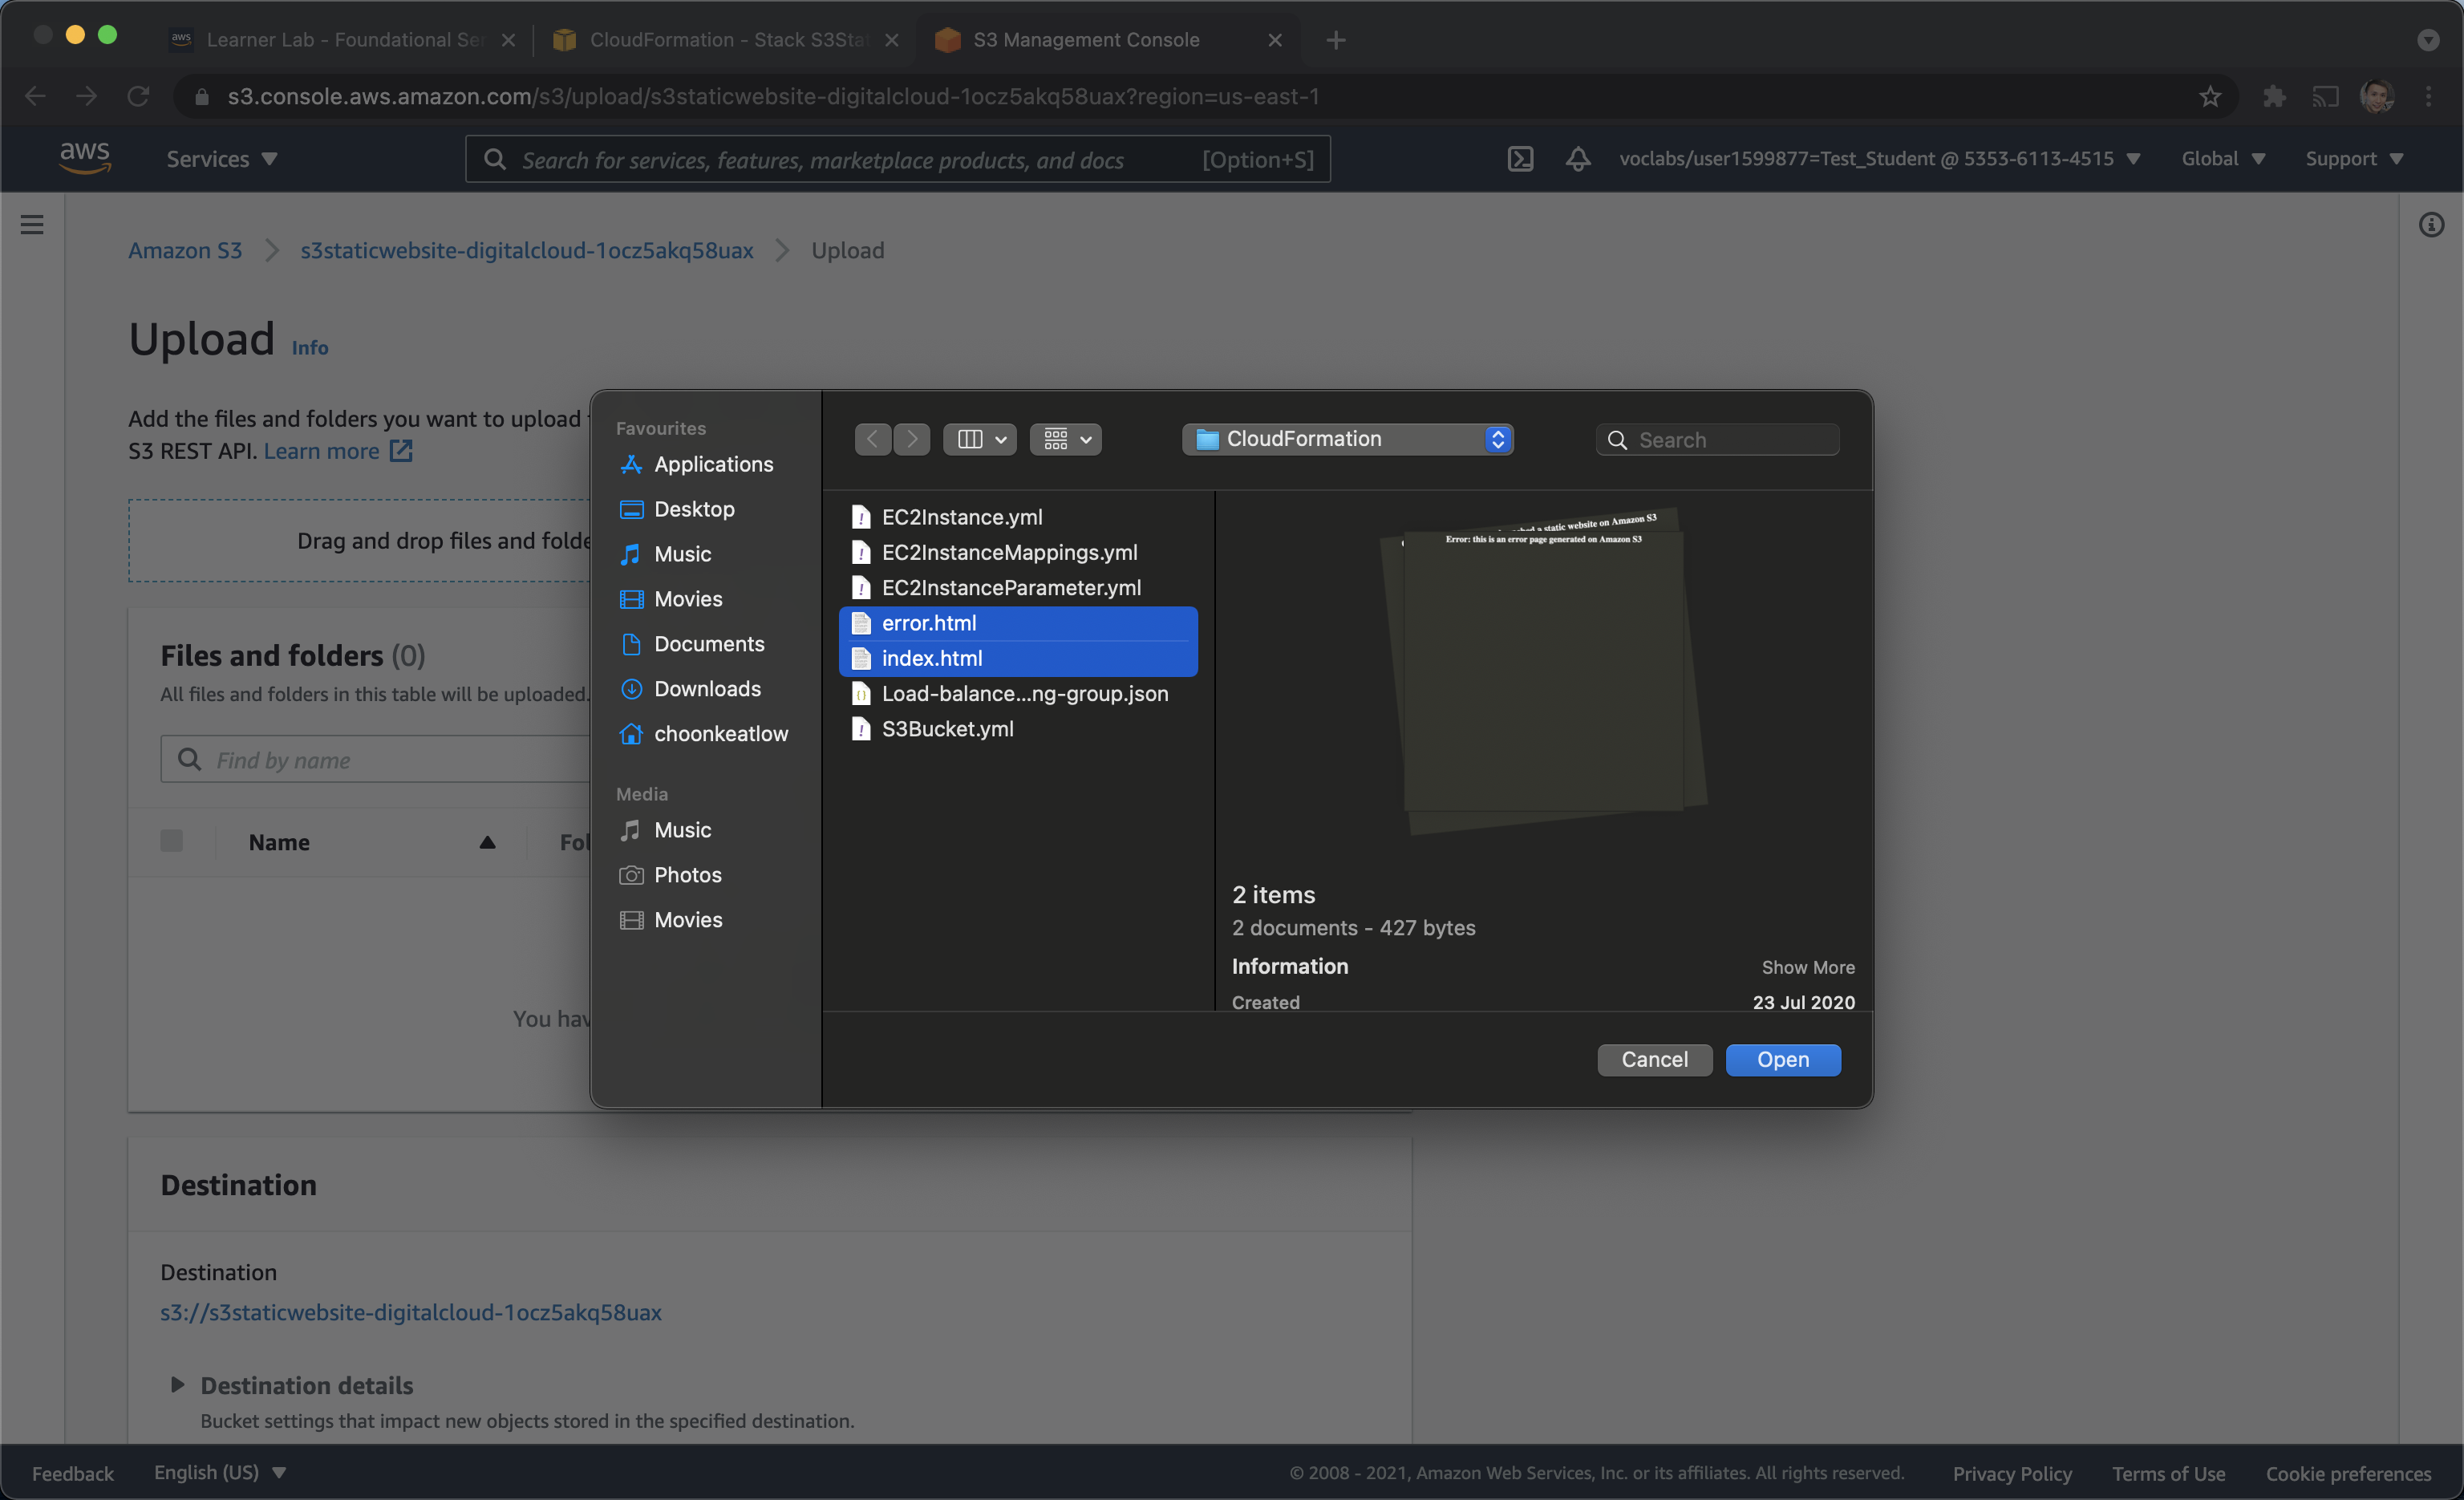 aws Learner Lab - Foundational Ser
CloudFormation - Stack S3Stat
S3 Management Console
s3.console.aws.amazon.com/s3/upload/s3staticwebsite-digitalcloud-1ocz5akq58uax?region=us-east-1
aws
Services
Search for services, features, marketplace products, and docs
[Option+S]
voclabs/user1599877=Test_Student @ 5353-6113-4515
Global
Support
Amazon S3
s3staticwebsite-digitalcloud-1ocz5akq58uax
Upload
Upload
Info
Add the files and folders you want to upload
S3 REST API. Learn more
Drag and drop files and folde
Files and folders (0)
All files and folders in this table will be uploaded.
Find by name
Name
Fol
You hav
Destination
Destination
s3://s3staticwebsite-digitalcloud-1ocz5akq58uax
Destination details
Bucket settings that impact new objects stored in the specified destination.
Favourites
Applications
Desktop
Music
Movies
Documents
Downloads
choonkeatlow
Media
Music
Photos
Movies
CloudFormation
Search
EC2Instance.yml
EC2InstanceMappings.yml
EC2InstanceParameter.yml
error.html
index.html
Load-balance...ng-group.json
S3Bucket.yml
a static website on Amazon S3
Error: this is an error page generated on Amazon S3
2 items
2 documents - 427 bytes
Information
Show More
Created
23 Jul 2020
Cancel
Open
Feedback
English (US)
© 2008 - 2021, Amazon Web Services, Inc. or its affiliates. All rights reserved.
Privacy Policy
Terms of Use
Cookie preferences